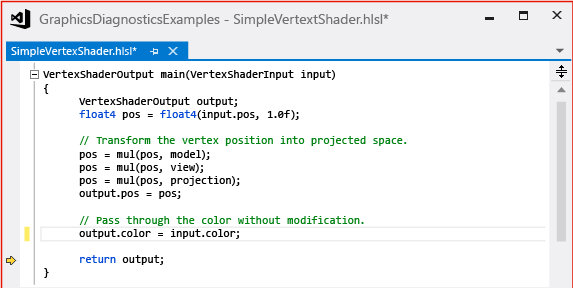 GraphicsDiagnosticsExamples - SimpleVertextShader.hlsl*
SimpleVertexShader.hlsl*
VertexShaderOutput main(VertexShaderInput input)
{
VertexShaderOutput output;
float4 pos = float4(input.pos, 1.0f);
// Transform the vertex position into projected space.
pos = mul(pos, model);
pos = mul(pos, view);
pos = mul(pos, projection);
output.pos = pos;
// Pass through the color without modification.
output.color = input.color;
return output;
}